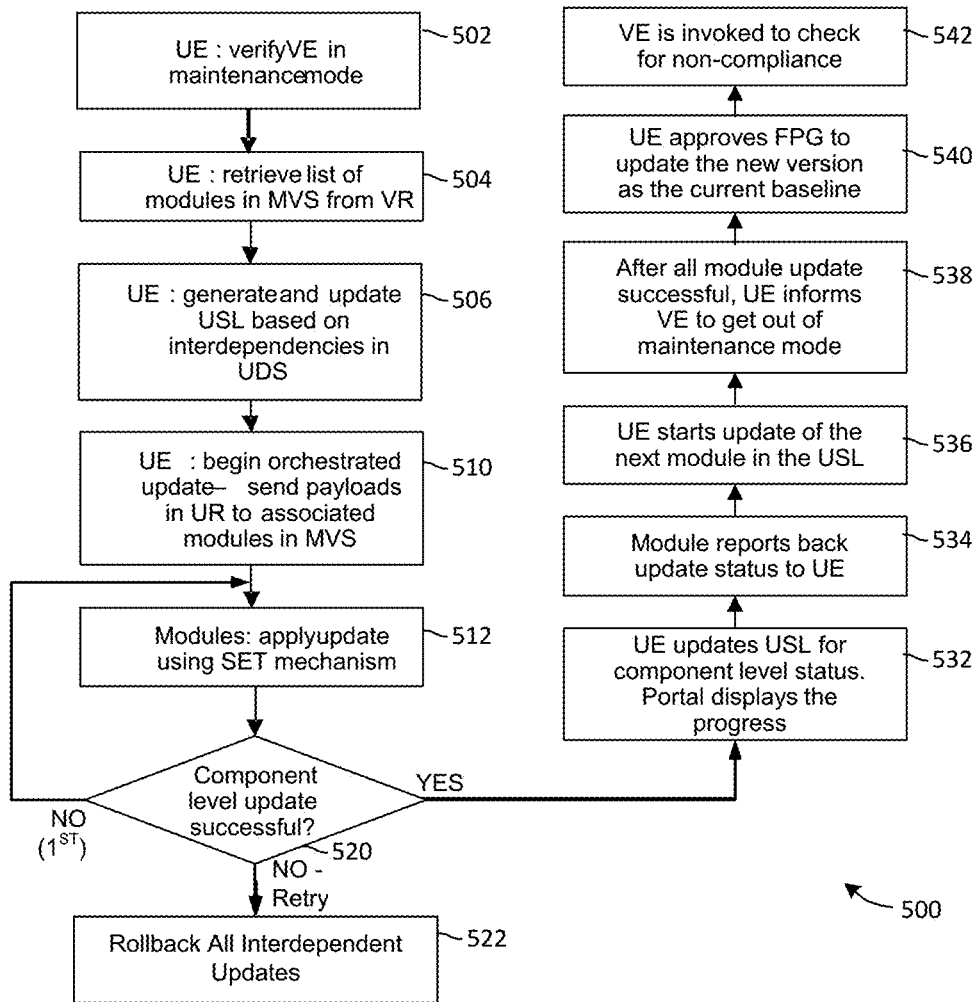 UE : verifyVE in
maintenancemode
502
UE : retrieve list of
modules in MVS from VR
504
UE : generate and update
USL based on
interdependencies in
UDS
506
UE : begin orchestrated
update– send payloads
in UR to associated
modules in MVS
510
Modules: applyupdate
using SET mechanism
512
Component
level update
successful?
520
YES
NO
(1ST)
NO -
Retry
Rollback All Interdependent
Updates
522
VE is invoked to check
for non-compliance
542
UE approves FPG to
update the new version
as the current baseline
540
After all module update
successful, UE informs
VE to get out of
maintenance mode
538
UE starts update of the
next module in the USL
536
Module reports back
update status to UE
534
UE updates USL for
component level status.
Portal displays the
progress
532
500